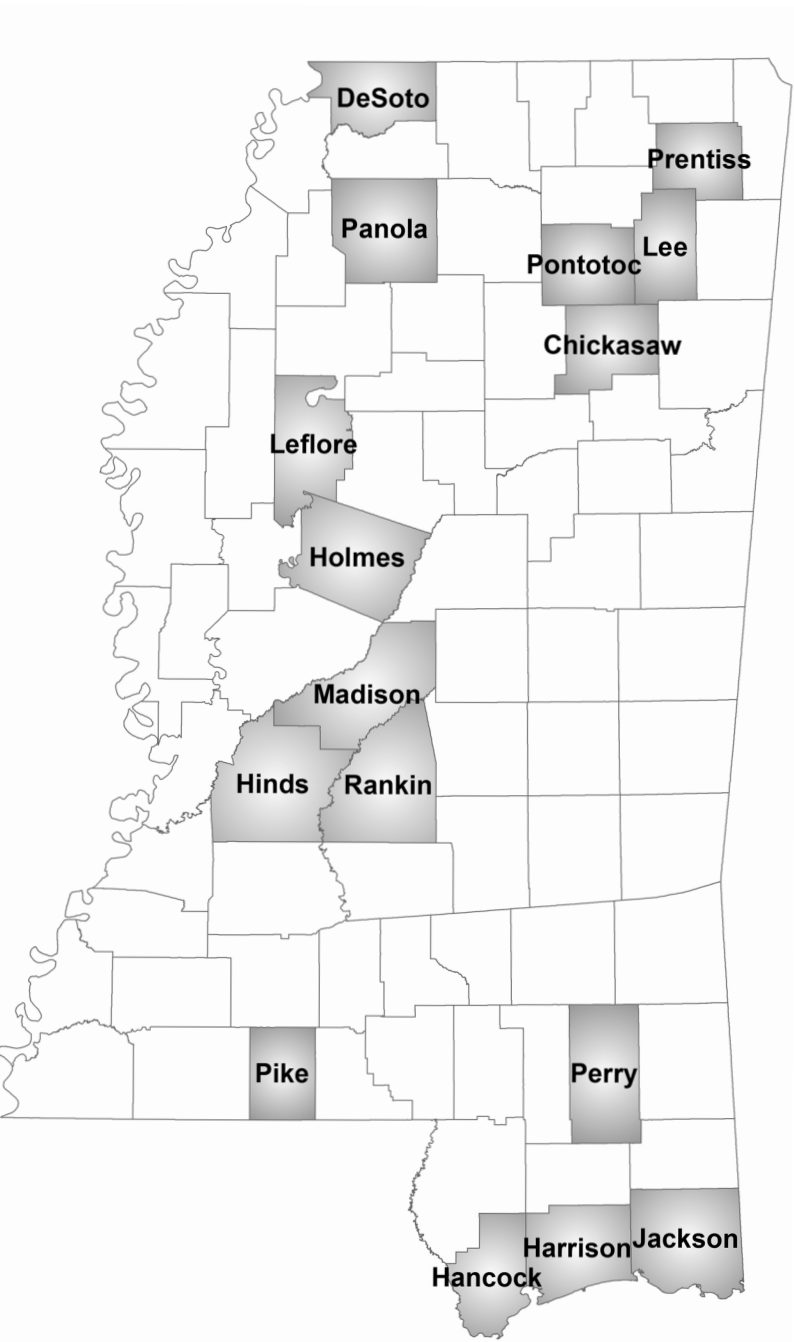 DeSoto
Prentiss
Panola
Lee
Pontotoc
Chickasaw
Leflore
Holmes
Madison
Hinds
Rankin
Pike
Perry
Jackson
Harrison
Hancock